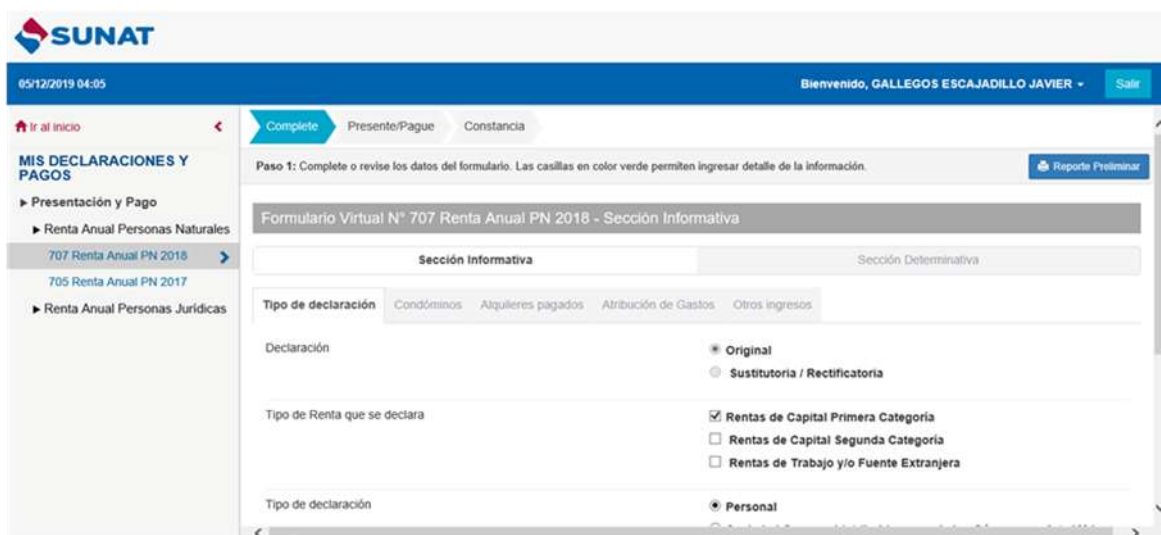 SUNAT
05/12/2019 04:05
Bienvenido, GALLEGOS ESCAJADILLO JAVIER
Salir
Ir al inicio
Complete
Presente/Pague
Constancia
MIS DECLARACIONES Y
PAGOS
Paso 1: Complete o revise los datos del formulario. Las casillas en color verde permiten ingresar detalle de la información.
Reporte Preliminar
Presentación y Pago
Renta Anual Personas Naturales
707 Renta Anual PN 2018
705 Renta Anual PN 2017
Renta Anual Personas Jurídicas
Formulario Virtual N° 707 Renta Anual PN 2018 - Sección Informativa
Sección Informativa
Sección Determinativa
Tipo de declaración
Condóminos
Alquileres pagados
Atribución de Gastos
Otros ingresos
Declaración
Original
Sustitutoria / Rectificatoria
Tipo de Renta que se declara
Rentas de Capital Primera Categoría
Rentas de Capital Segunda Categoría
Rentas de Trabajo y/o Fuente Extranjera
Tipo de declaración
Personal